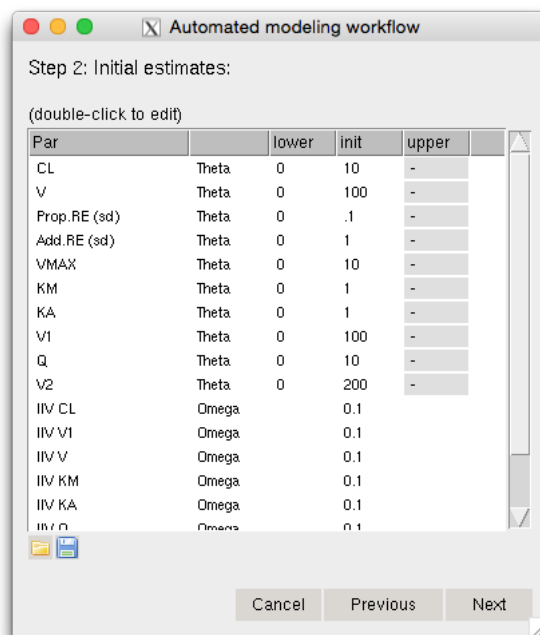 Automated modeling workflow
Step 2: Initial estimates:
(double-click to edit)
Par lower init upper
CL Theta 0 10 -
V Theta 0 100 -
Prop.RE (sd) Theta 0 .1 -
Add.RE (sd) Theta 0 1 -
VMAX Theta 0 10 -
KM Theta 0 1 -
KA Theta 0 1 -
V1 Theta 0 100 -
Q Theta 0 10 -
V2 Theta 0 200 -
IIV CL Omega 0.1
IIV V1 Omega 0.1
IIV V Omega 0.1
IIV KM Omega 0.1
IIV KA Omega 0.1
IIV Q Omega 0.1
Cancel Previous Next